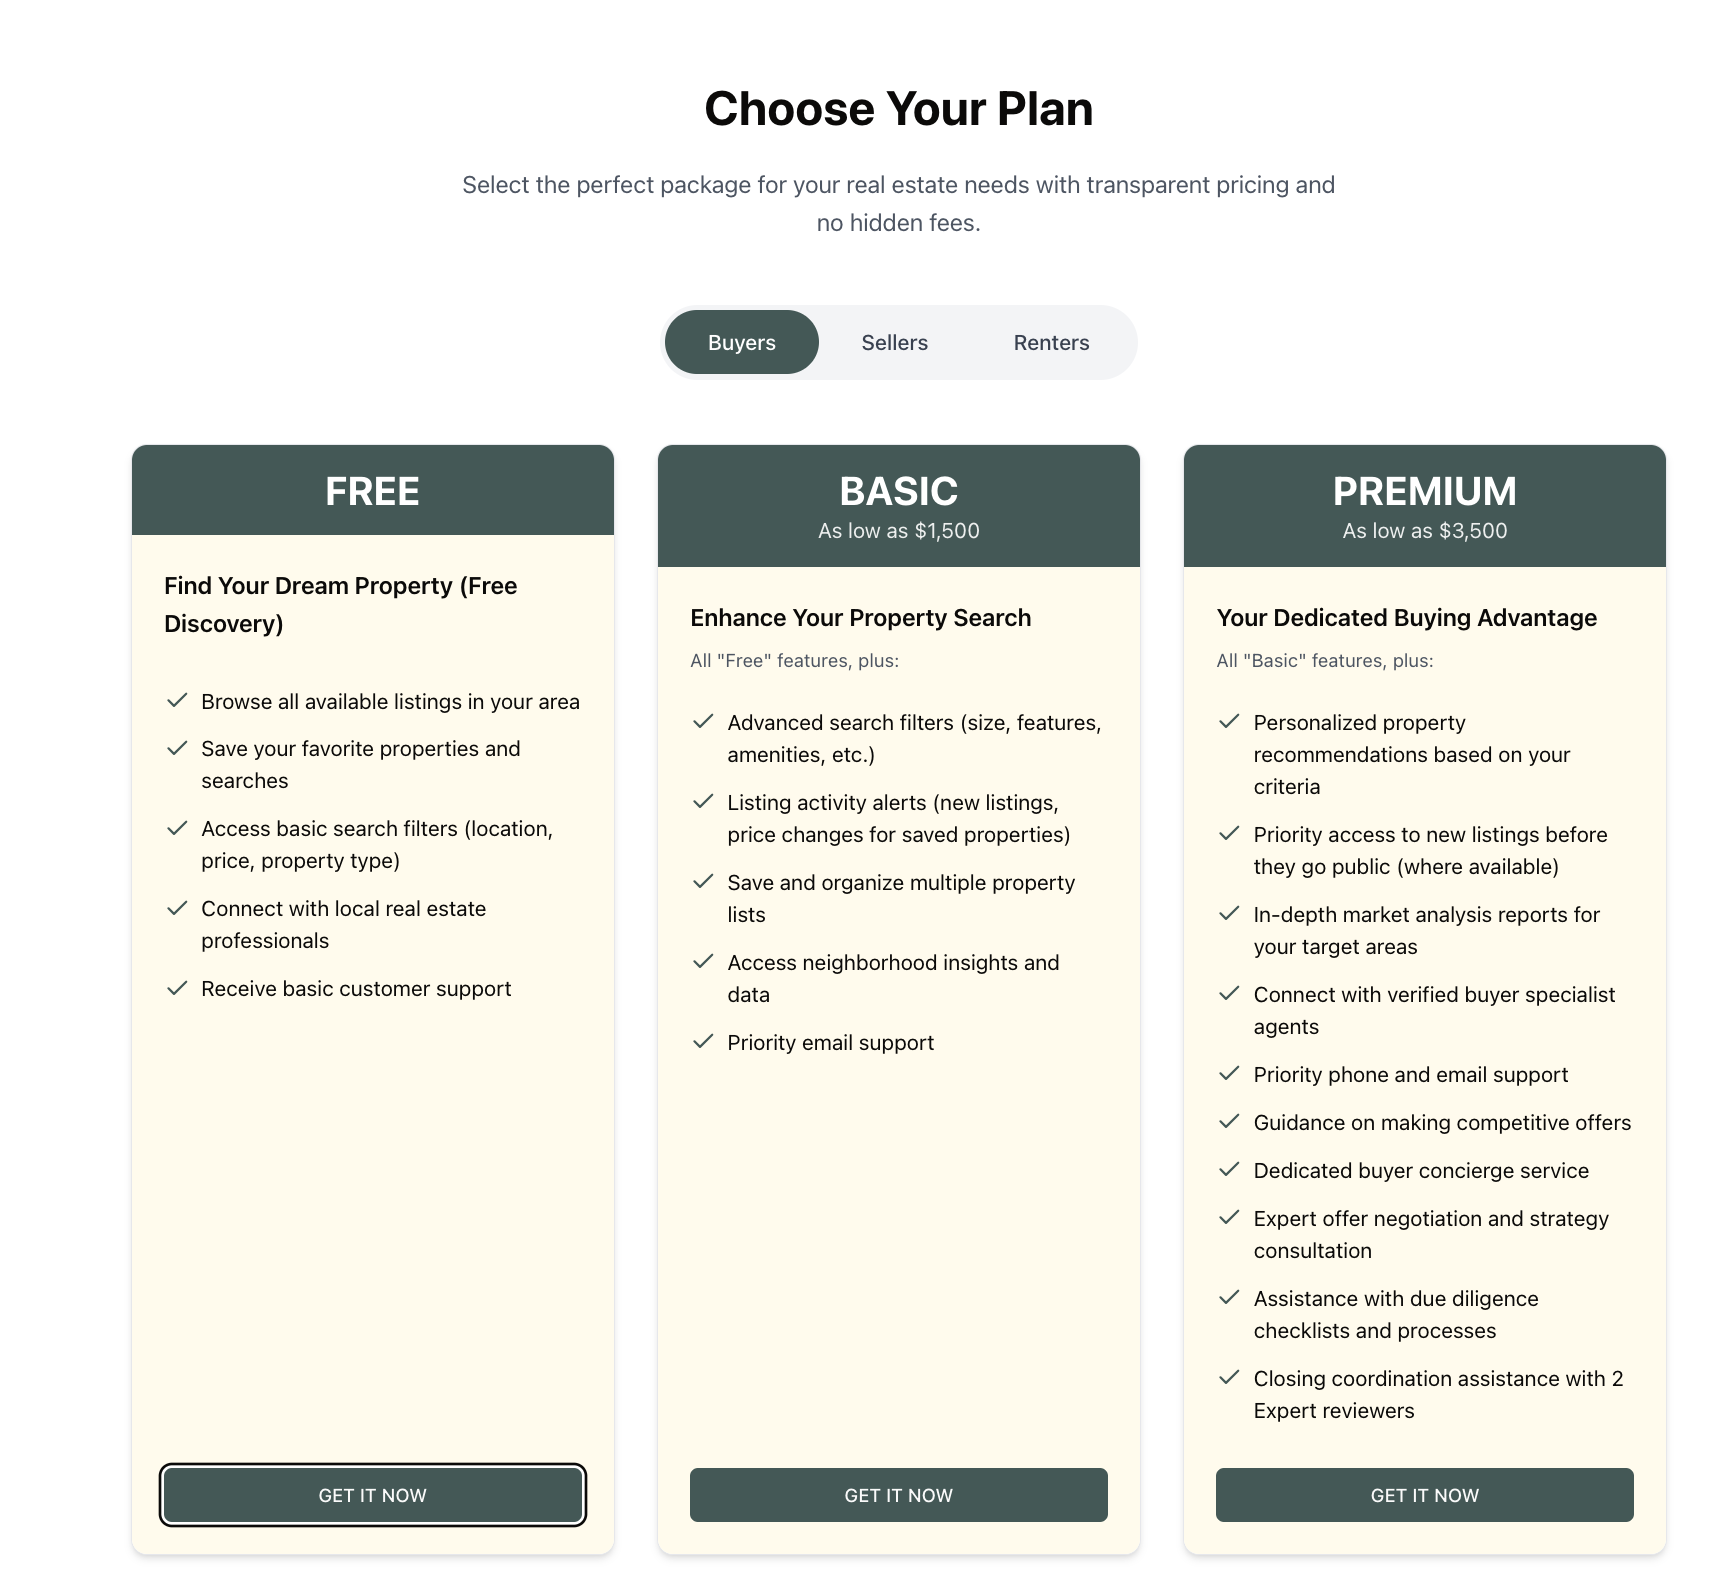 Choose Your Plan
Select the perfect package for your real estate needs with transparent pricing and
no hidden fees.
Buyers
Sellers
Renters
FREE
Find Your Dream Property (Free
Discovery)
Browse all available listings in your area
Save your favorite properties and
searches
Access basic search filters (location,
price, property type)
Connect with local real estate
professionals
Receive basic customer support
GET IT NOW
BASIC
As low as $1,500
Enhance Your Property Search
All "Free" features, plus:
Advanced search filters (size, features,
amenities, etc.)
Listing activity alerts (new listings,
price changes for saved properties)
Save and organize multiple property
lists
Access neighborhood insights and
data
Priority email support
GET IT NOW
PREMIUM
As low as $3,500
Your Dedicated Buying Advantage
All "Basic" features, plus:
Personalized property
recommendations based on your
criteria
Priority access to new listings before
they go public (where available)
In-depth market analysis reports for
your target areas
Connect with verified buyer specialist
agents
Priority phone and email support
Guidance on making competitive offers
Dedicated buyer concierge service
Expert offer negotiation and strategy
consultation
Assistance with due diligence
checklists and processes
Closing coordination assistance with 2
Expert reviewers
GET IT NOW